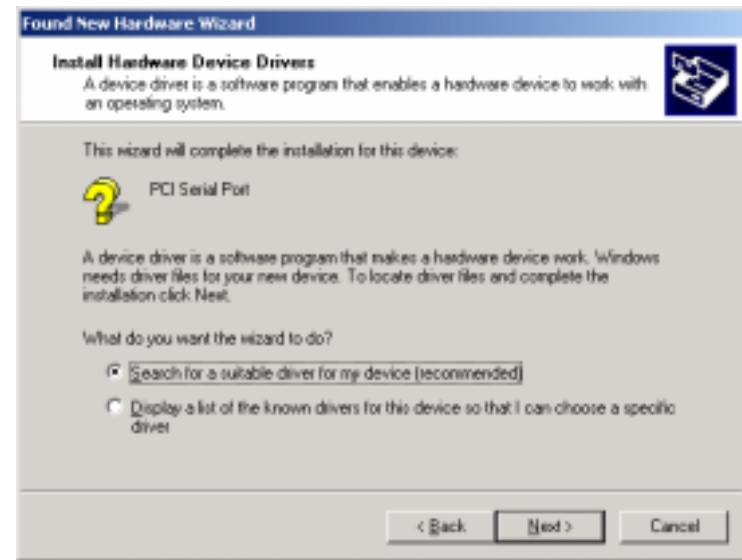 Found New Hardware Wizard
Install Hardware Device Drivers
A device driver is a software program that enables a hardware device to work with
an operating system.
This wizard will complete the installation for this device:
PCI Serial Port
A device driver is a software program that makes a hardware device work. Windows
needs driver files for your new device. To locate driver files and complete the
installation click Next.
What do you want the wizard to do?
Search for a suitable driver for my device (recommended)
Display a list of the known drivers for this device so that I can choose a specific
driver
< Back
Next >
Cancel